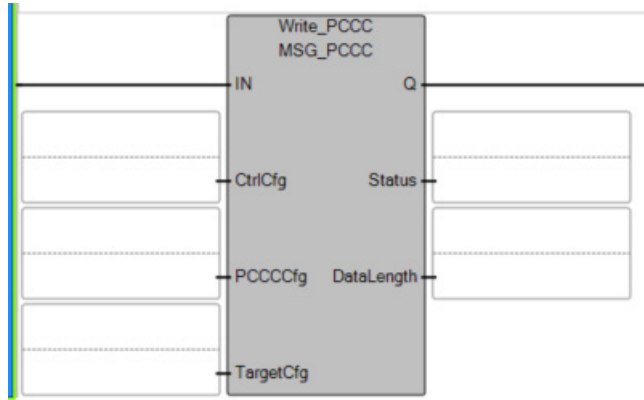 Write_PCCC
MSG_PCCC
IN Q
CtrlCfg Status
PCCCCfg DataLength
TargetCfg